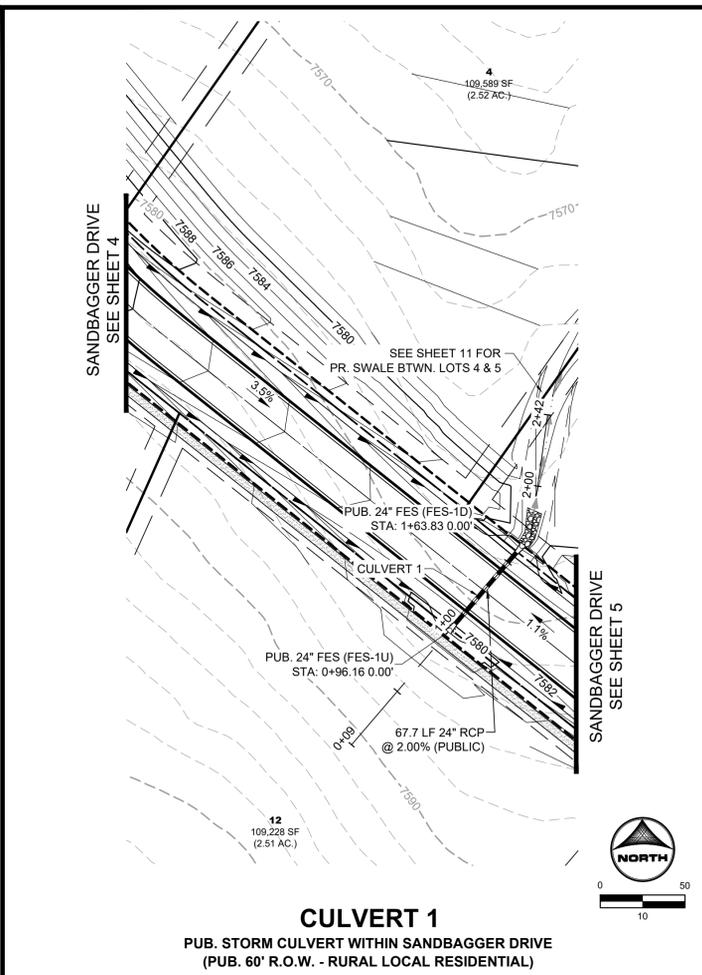 7570
4
109,589 SF
(2.52 AC.)
7570
7580
7588
7586
7584
7580
SANDBAGGER DRIVE
SEE SHEET 4
3.5%
SEE SHEET 11 FOR
PR. SWALE BTWN. LOTS 4 & 5
2+42
2+00
PUB. 24" FES (FES-1D)
STA: 1+63.83 0.00'
CULVERT 1
1+00
7580
1.1%
7582
SANDBAGGER DRIVE
SEE SHEET 5
PUB. 24" FES (FES-1U)
STA: 0+96.16 0.00'
67.7 LF 24" RCP
@ 2.00% (PUBLIC)
0+09
7590
12
109,228 SF
(2.51 AC.)
NORTH
0 50
10
CULVERT 1
PUB. STORM CULVERT WITHIN SANDBAGGER DRIVE
(PUB. 60' R.O.W. - RURAL LOCAL RESIDENTIAL)